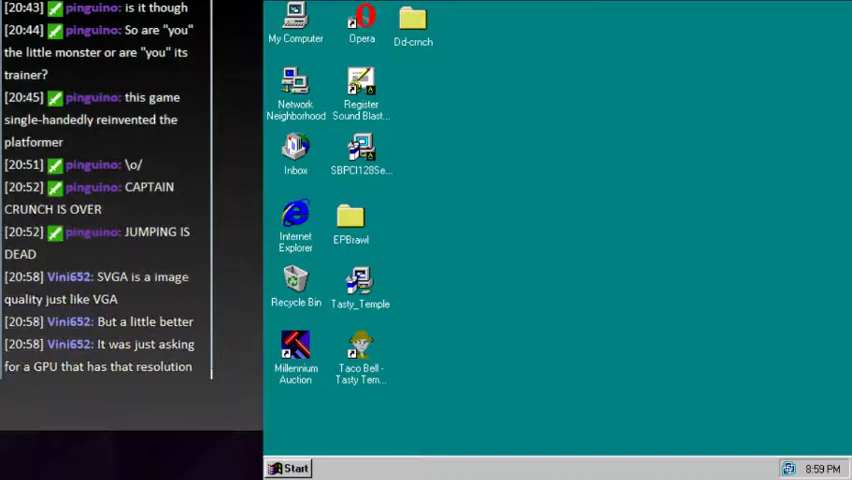 [20:43] pinguino: is it though
[20:44] pinguino: So are "you"
the little monster or are "you" its
trainer?
[20:45] pinguino: this game
single-handedly reinvented the
platformer
[20:51] pinguino: \o/
[20:52] pinguino: CAPTAIN
CRUNCH IS OVER
[20:52] pinguino: JUMPING IS
DEAD
[20:58] Vini652: SVGA is a image
quality just like VGA
[20:58] Vini652: But a little better
[20:58] Vini652: It was just asking
for a GPU that has that resolution
My Computer
Opera
Dd-crnch
Network
Neighborhood
Register
Sound Blast...
Inbox
SBPCI128Se...
Internet
Explorer
EPBrawl
Recycle Bin
Tasty_Temple
Millennium
Auction
Taco Bell -
Tasty Tem...
Start
8:59 PM